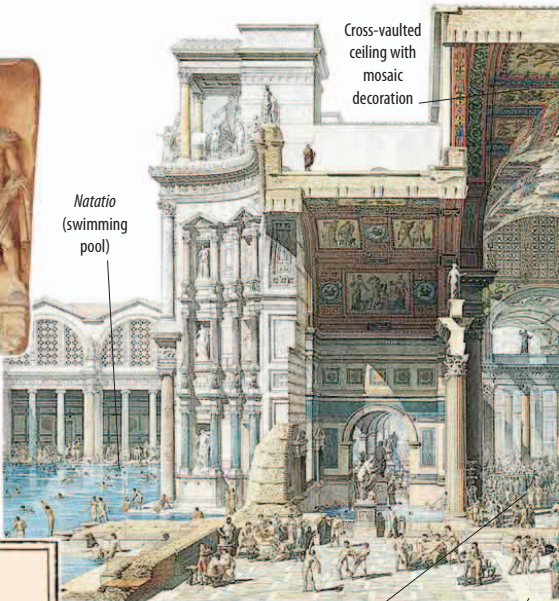 Cross-vaulted
ceiling with
mosaic
decoration
Natatio
(swimming
pool)